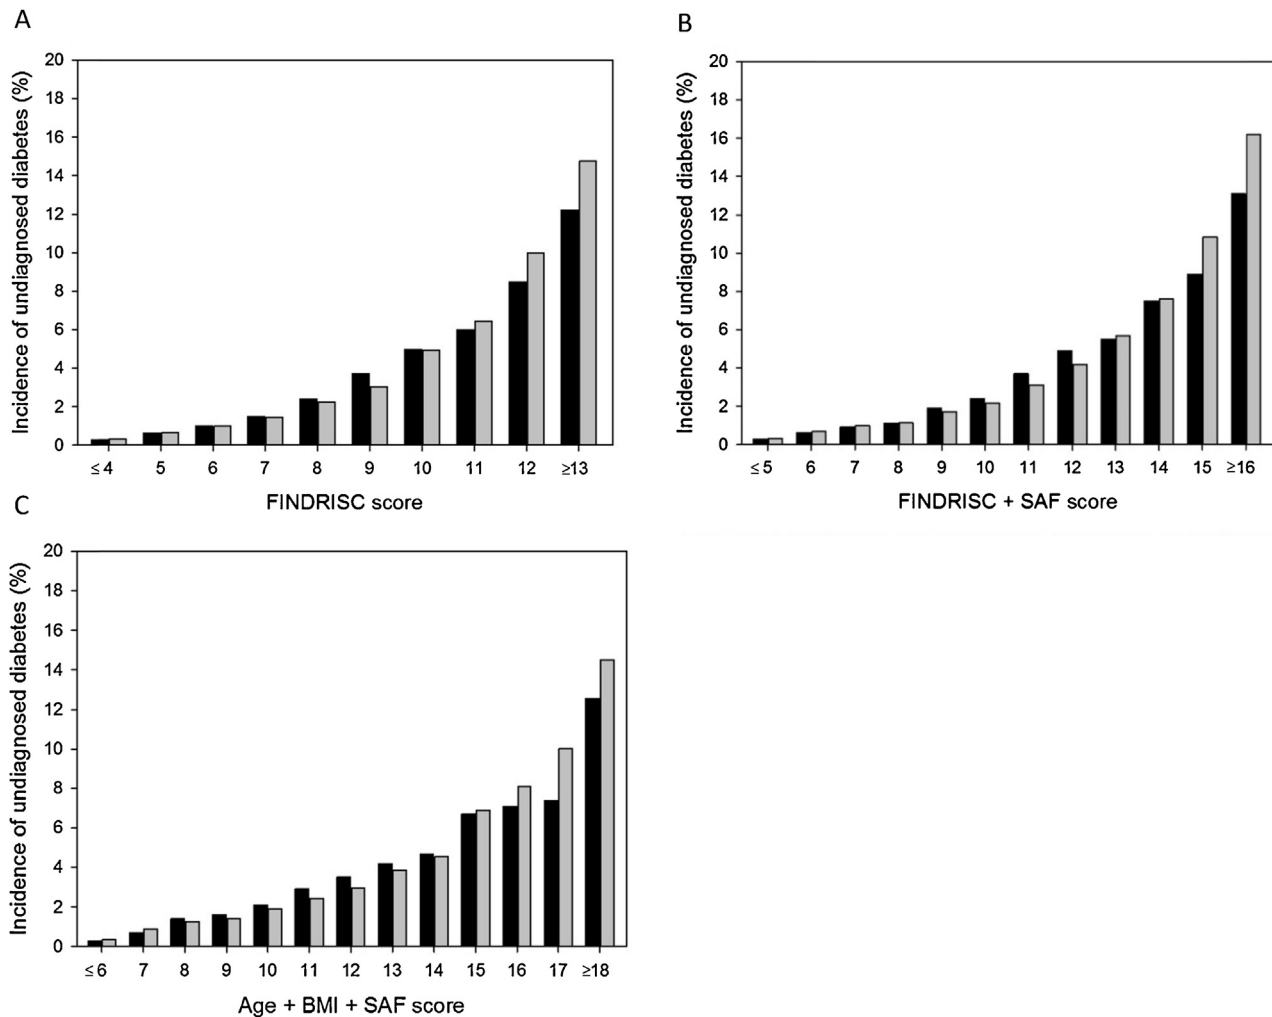 A
Incidence of undiagnosed diabetes (%)
20
18
16
14
12
10
8
6
4
2
0
≤ 4 5 6 7 8 9 10 11 12 ≥13
FINDRISC score
B
Incidence of undiagnosed diabetes (%)
20
18
16
14
12
10
8
6
4
2
0
≤ 5 6 7 8 9 10 11 12 13 14 15 ≥16
FINDRISC + SAF score
C
Incidence of undiagnosed diabetes (%)
20
18
16
14
12
10
8
6
4
2
0
≤ 6 7 8 9 10 11 12 13 14 15 16 17 ≥18
Age + BMI + SAF score